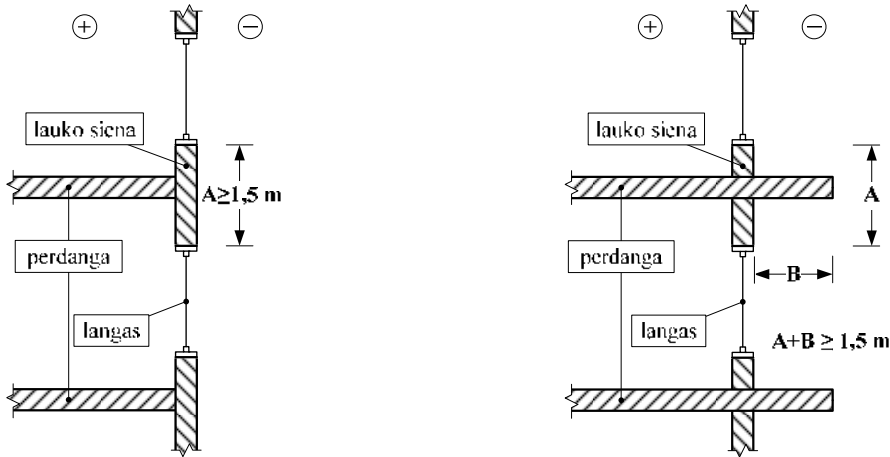 + −
lauko siena
A≥1,5 m
perdanga
langas
+ −
lauko siena
A
perdanga
B
langas
A+B ≥ 1,5 m